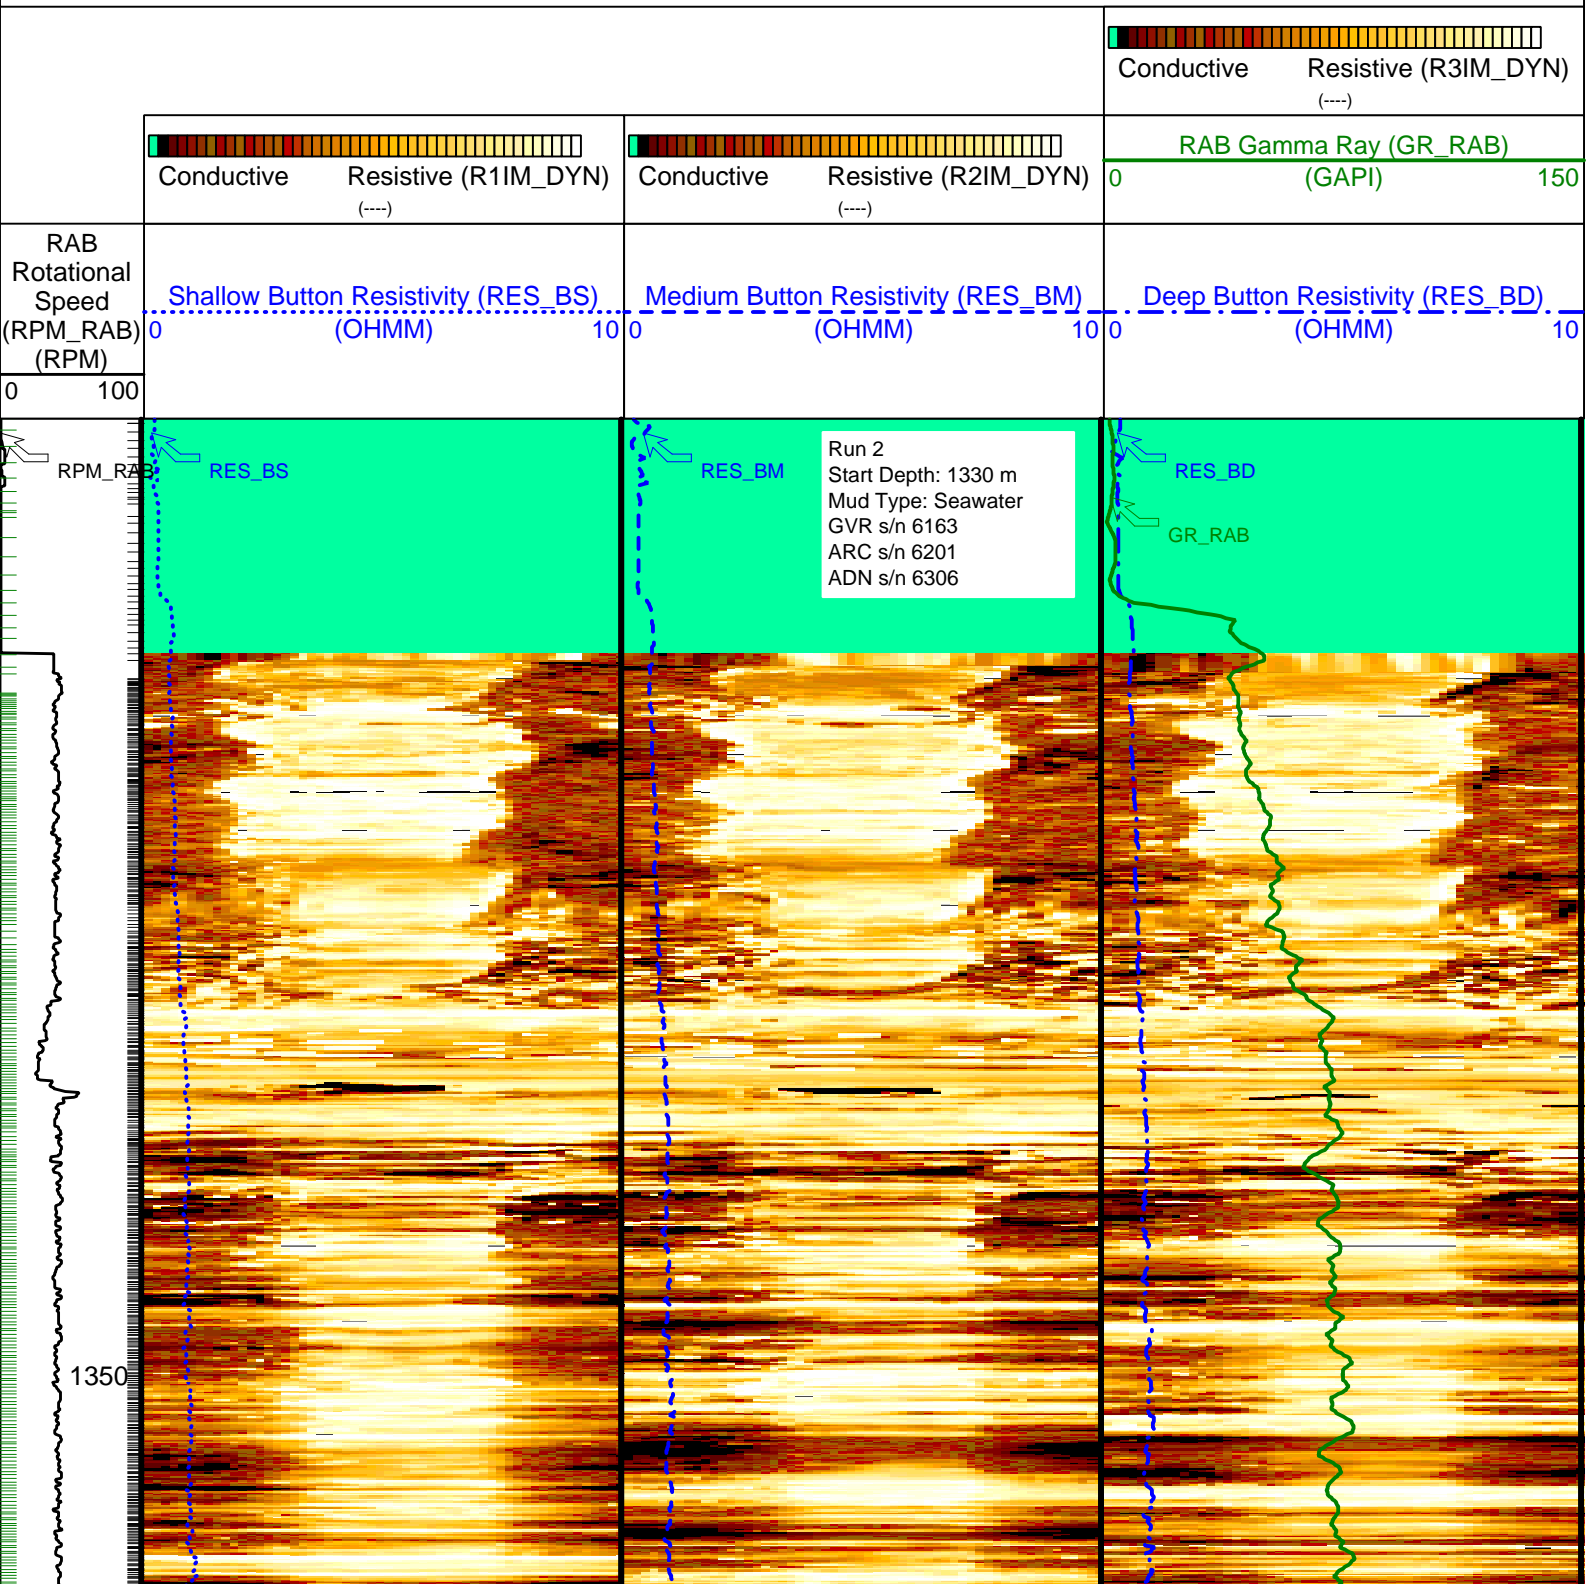 Conductive Resistive (R3IM_DYN)
(----)
Conductive Resistive (R1IM_DYN)
(----)
Conductive Resistive (R2IM_DYN)
(----)
RAB Gamma Ray (GR_RAB)
0 (GAPI) 150
RAB
Rotational
Speed
(RPM_RAB)
(RPM)
0 100
Shallow Button Resistivity (RES_BS)
0 (OHMM) 10
Medium Button Resistivity (RES_BM)
0 (OHMM) 10
Deep Button Resistivity (RES_BD)
0 (OHMM) 10
RPM_RAB
RES_BS
RES_BM
Run 2
Start Depth: 1330 m
Mud Type: Seawater
GVR s/n 6163
ARC s/n 6201
ADN s/n 6306
RES_BD
GR_RAB
1350